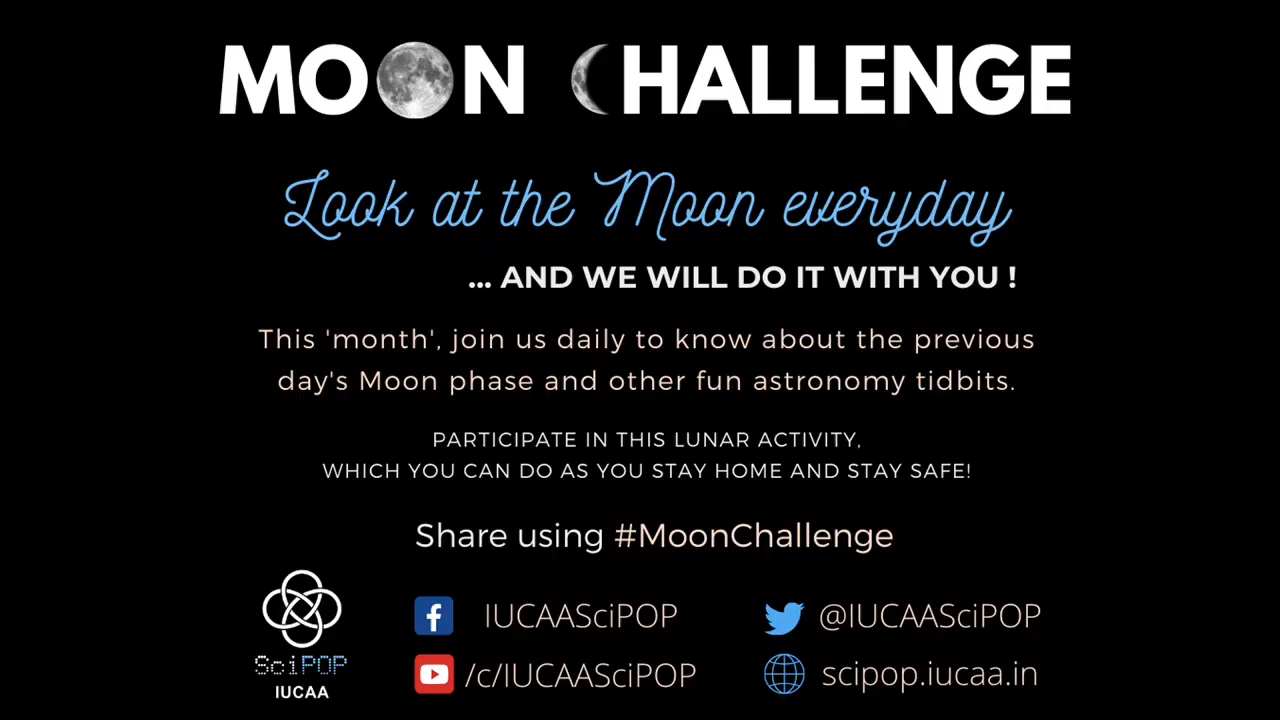 MOON CHALLENGE
Look at the Moon everyday
... AND WE WILL DO IT WITH YOU !
This 'month', join us daily to know about the previous
day's Moon phase and other fun astronomy tidbits.
PARTICIPATE IN THIS LUNAR ACTIVITY,
WHICH YOU CAN DO AS YOU STAY HOME AND STAY SAFE!
Share using #MoonChallenge
SciPOP
IUCAA
IUCAASciPOP
@IUCAASciPOP
/c/IUCAASciPOP
scipop.iucaa.in